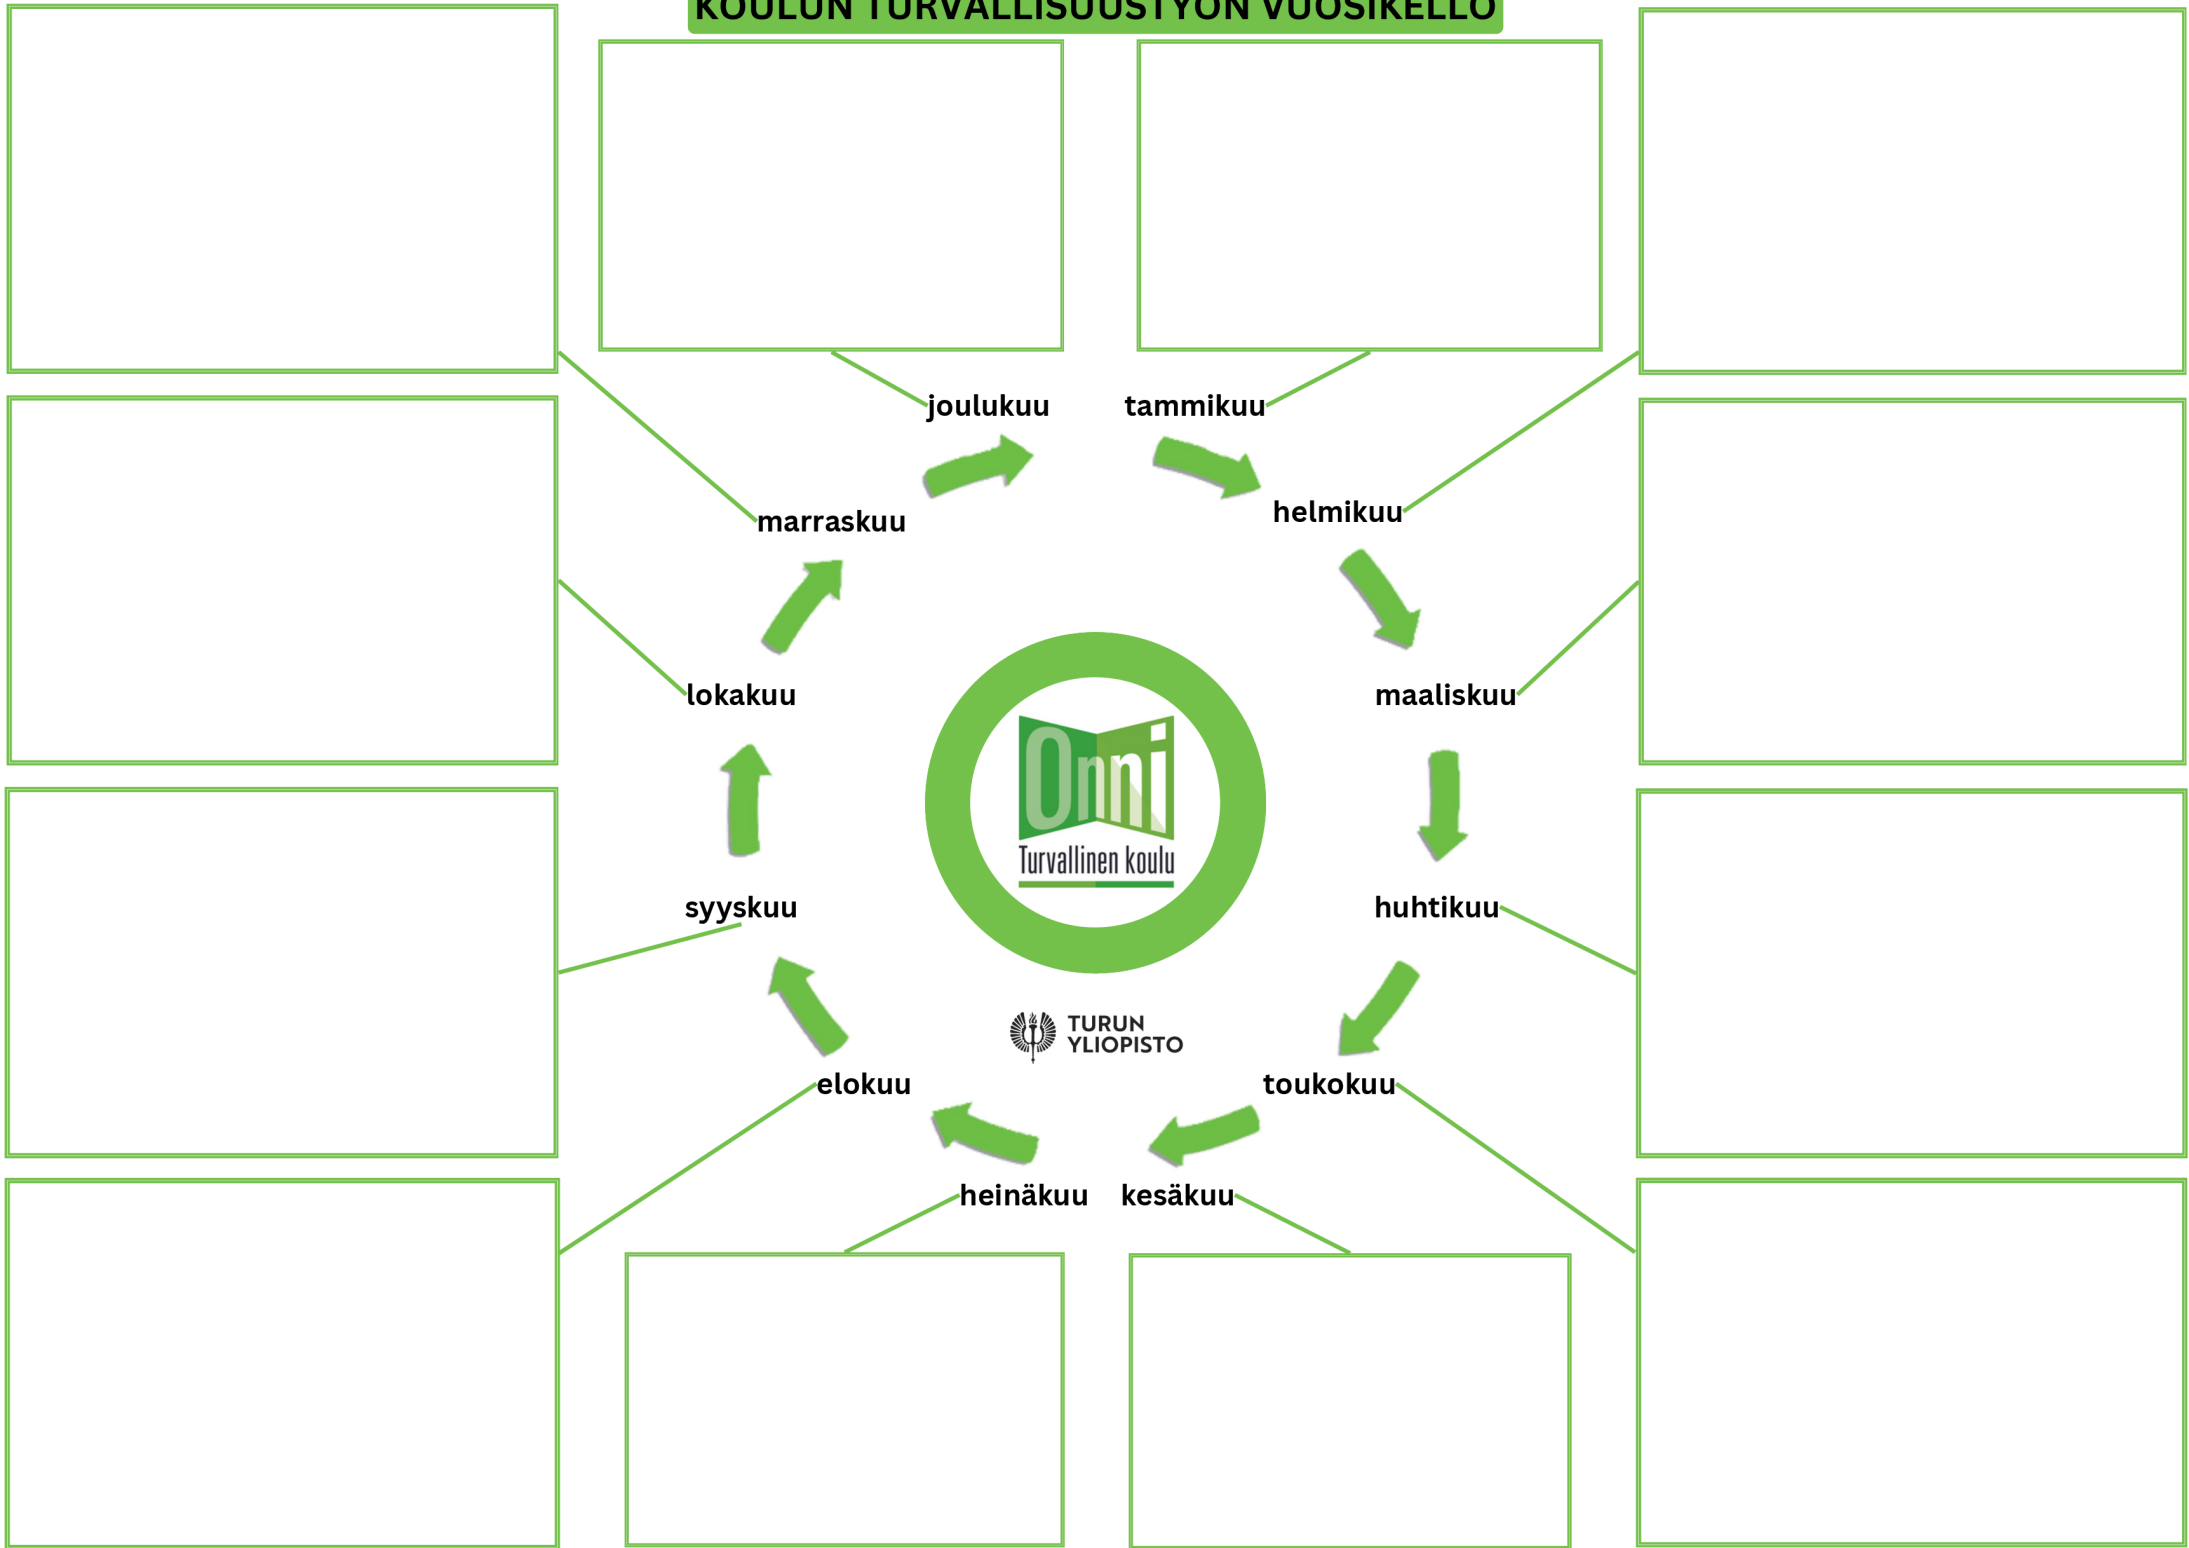 KOULUN TURVALLISUUSTYÖN VUOSIKELLO
joulukuu
tammikuu
marraskuu
helmikuu
lokakuu
maaliskuu
Onni
Turvallinen koulu
syyskuu
huhtikuu
TURUN
YLIOPISTO
elokuu
toukokuu
heinäkuu
kesäkuu